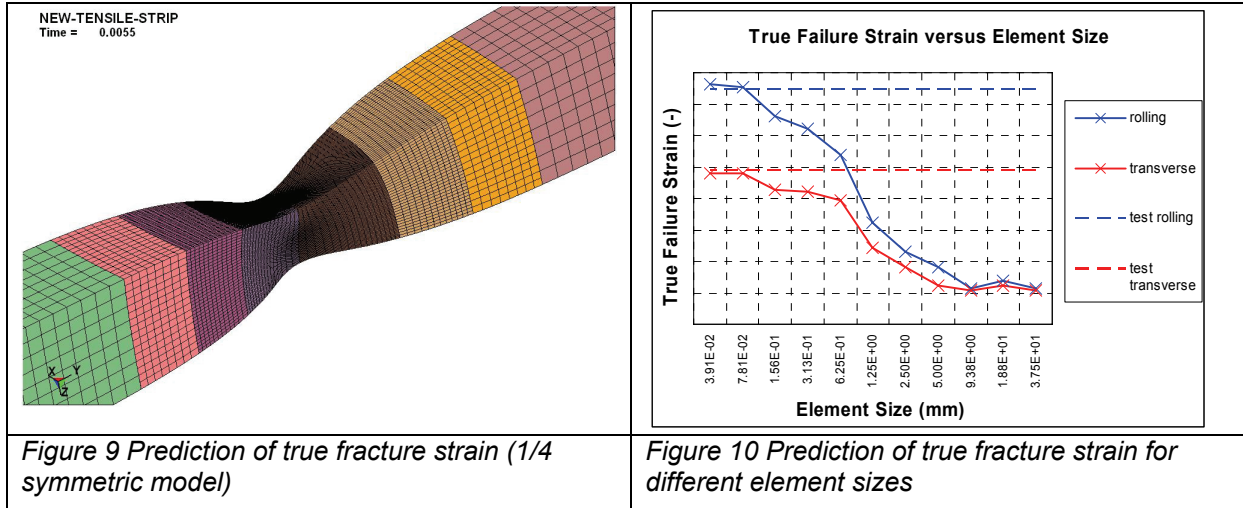 NEW-TENSILE-STRIP
Time = 0.0055
X
Y
Z
Figure 9 Prediction of true fracture strain (1/4
symmetric model)
True Failure Strain versus Element Size
True Failure Strain (-)
3.91E-02
7.81E-02
1.56E-01
3.13E-01
6.25E-01
1.25E+00
2.50E+00
5.00E+00
9.38E+00
1.88E+01
3.75E+01
Element Size (mm)
rolling
transverse
test rolling
test
transverse
Figure 10 Prediction of true fracture strain for
different element sizes